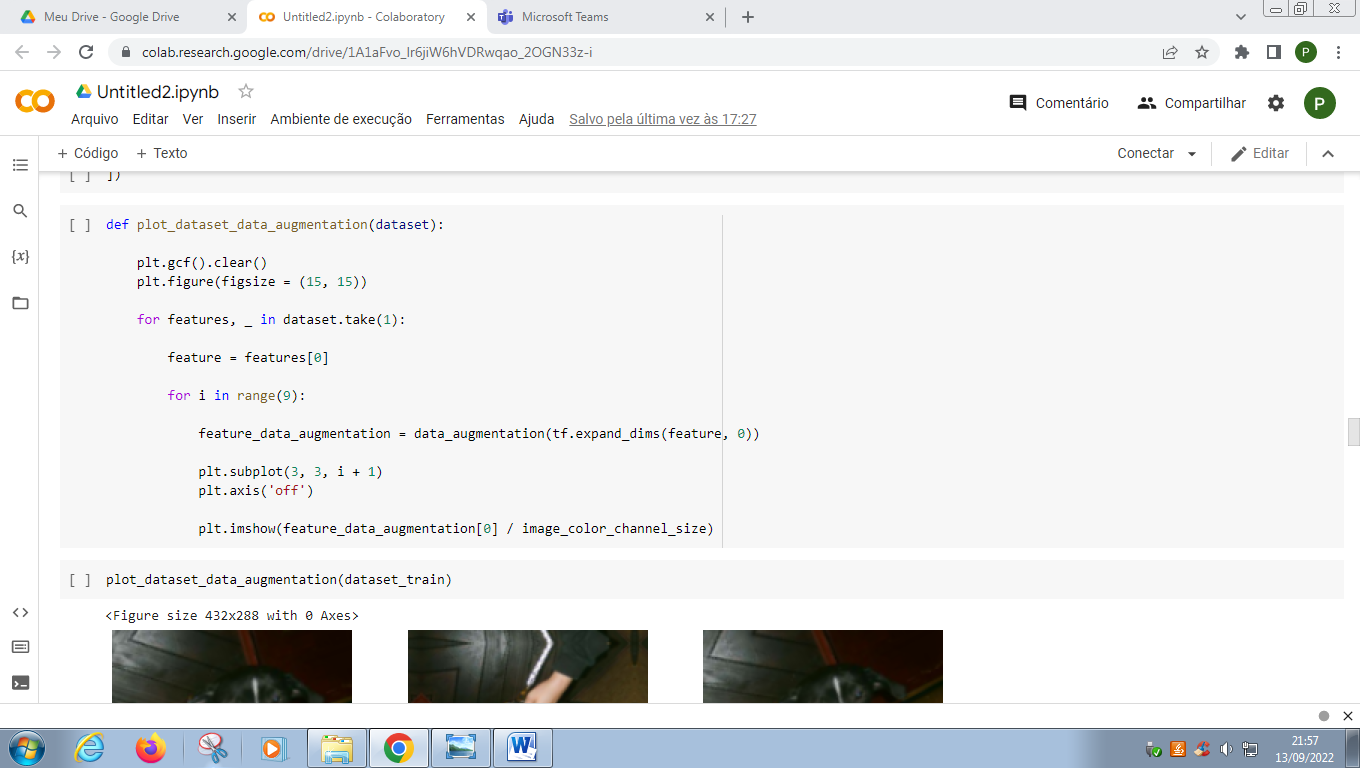 Meu Drive - Google Drive
Untitled2.ipynb - Colaboratory
Microsoft Teams
colab.research.google.com/drive/1A1aFvo_lr6jiW6hVDRwqao_2OGN33z-i
P
Untitled2.ipynb
Arquivo Editar Ver Inserir Ambiente de execução Ferramentas Ajuda Salvo pela última vez às 17:27
Comentário
Compartilhar
P
+ Código + Texto
Conectar
Editar
[ ] ])
[ ] def plot_dataset_data_augmentation(dataset):
plt.gcf().clear()
plt.figure(figsize = (15, 15))
for features, _ in dataset.take(1):
feature = features[0]
for i in range(9):
feature_data_augmentation = data_augmentation(tf.expand_dims(feature, 0))
plt.subplot(3, 3, i + 1)
plt.axis('off')
plt.imshow(feature_data_augmentation[0] / image_color_channel_size)
[ ] plot_dataset_data_augmentation(dataset_train)
<Figure size 432x288 with 0 Axes>
21:57
13/09/2022